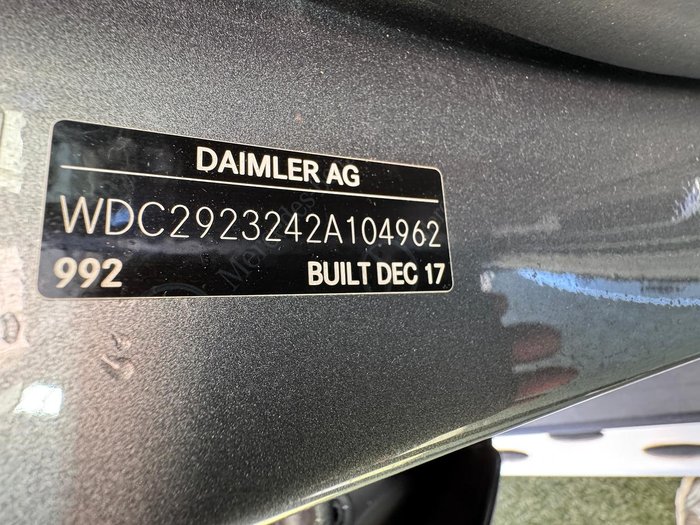 DAIMLER AG
WDC2923242A104962
992 BUILT DEC 17